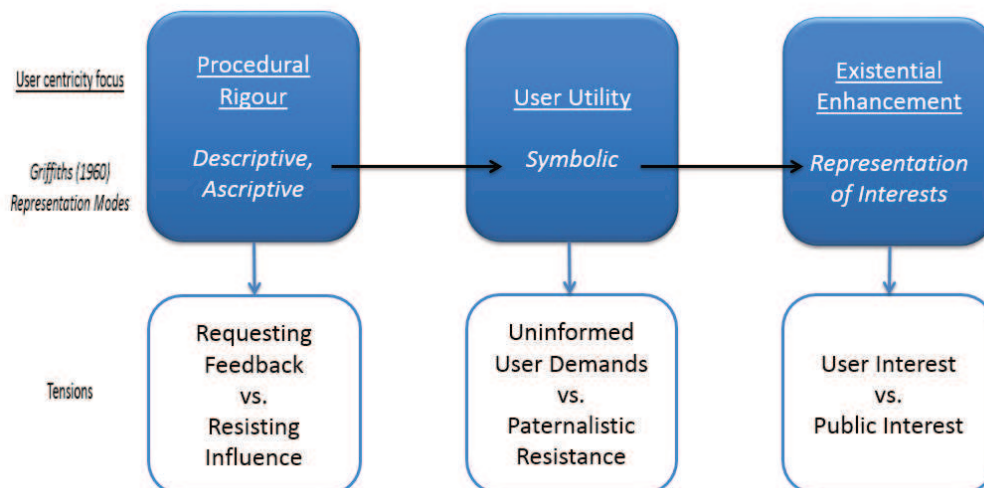 User centricity focus
Procedural
Rigour
User Utility
Existential
Enhancement
Griffiths (1960)
Representation Modes
Descriptive,
Ascriptive
Symbolic
Representation
of Interests
Tensions
Requesting
Feedback
vs.
Resisting
Influence
Uninformed
User Demands
vs.
Paternalistic
Resistance
User Interest
vs.
Public Interest